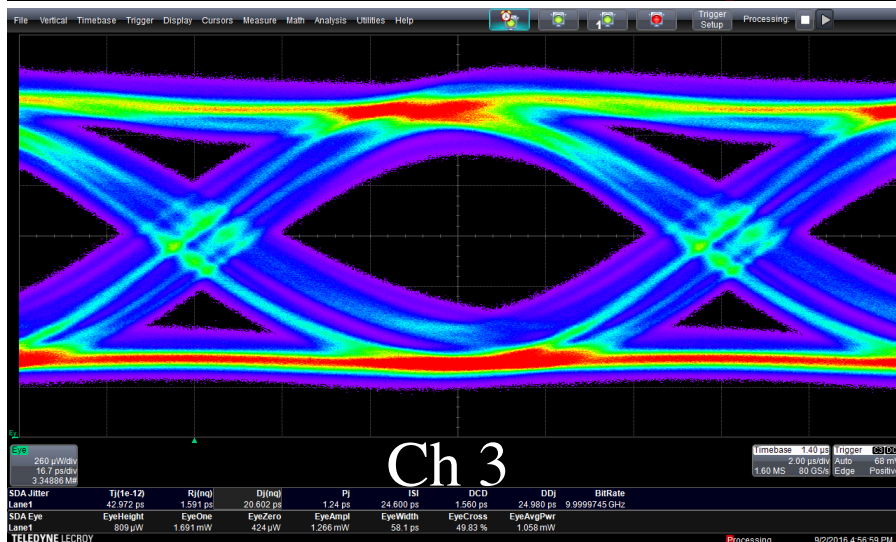 File Vertical Timebase Trigger Display Cursors Measure Math Analysis Utilities Help
1
Trigger Setup
Processing:
Ey
Eye
260 µW/div
16.7 ps/div
3.34886 M#
Ch 3
Timebase 1.40 µs
2.00 µs/div
1.60 MS 80 GS/s
Trigger C3 DC
Auto 68 mV
Edge Positive
SDA Jitter Tj(1e-12) Rj(nq) Dj(nq) Pj ISI DCD DDj BitRate
Lane1 42.972 ps 1.591 ps 20.602 ps 1.24 ps 24.600 ps 1.560 ps 24.980 ps 9.9999745 GHz
SDA Eye EyeHeight EyeOne EyeZero EyeAmpl EyeWidth EyeCross EyeAvgPwr
Lane1 809 µW 1.691 mW 424 µW 1.266 mW 58.1 ps 49.83 % 1.058 mW
TELEDYNE LECROY
Processing 9/2/2016 4:56:59 PM